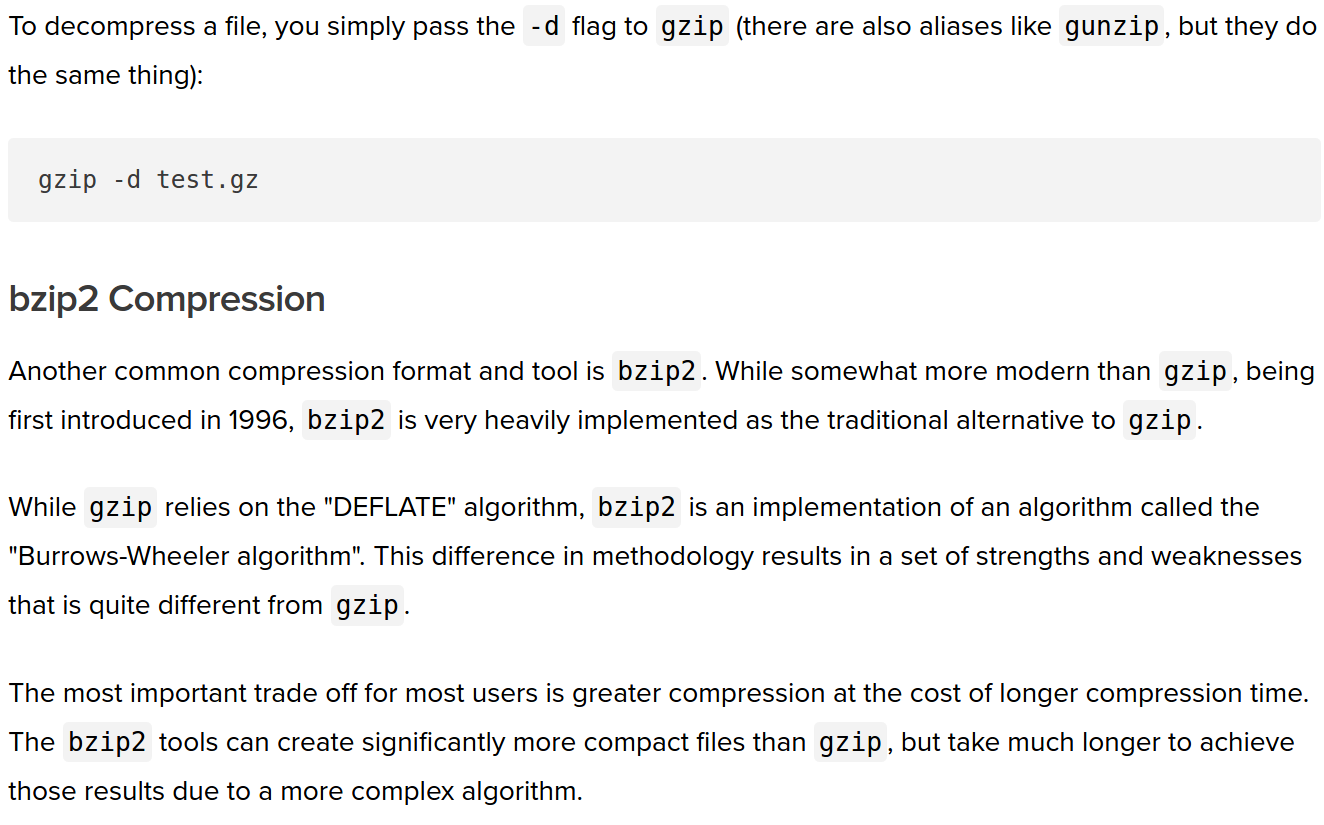 To decompress a file, you simply pass the -d flag to gzip (there are also aliases like gunzip, but they do
the same thing):
gzip -d test.gz
bzip2 Compression
Another common compression format and tool is bzip2. While somewhat more modern than gzip, being
first introduced in 1996, bzip2 is very heavily implemented as the traditional alternative to gzip.
While gzip relies on the "DEFLATE" algorithm, bzip2 is an implementation of an algorithm called the
"Burrows-Wheeler algorithm". This difference in methodology results in a set of strengths and weaknesses
that is quite different from gzip.
The most important trade off for most users is greater compression at the cost of longer compression time.
The bzip2 tools can create significantly more compact files than gzip, but take much longer to achieve
those results due to a more complex algorithm.